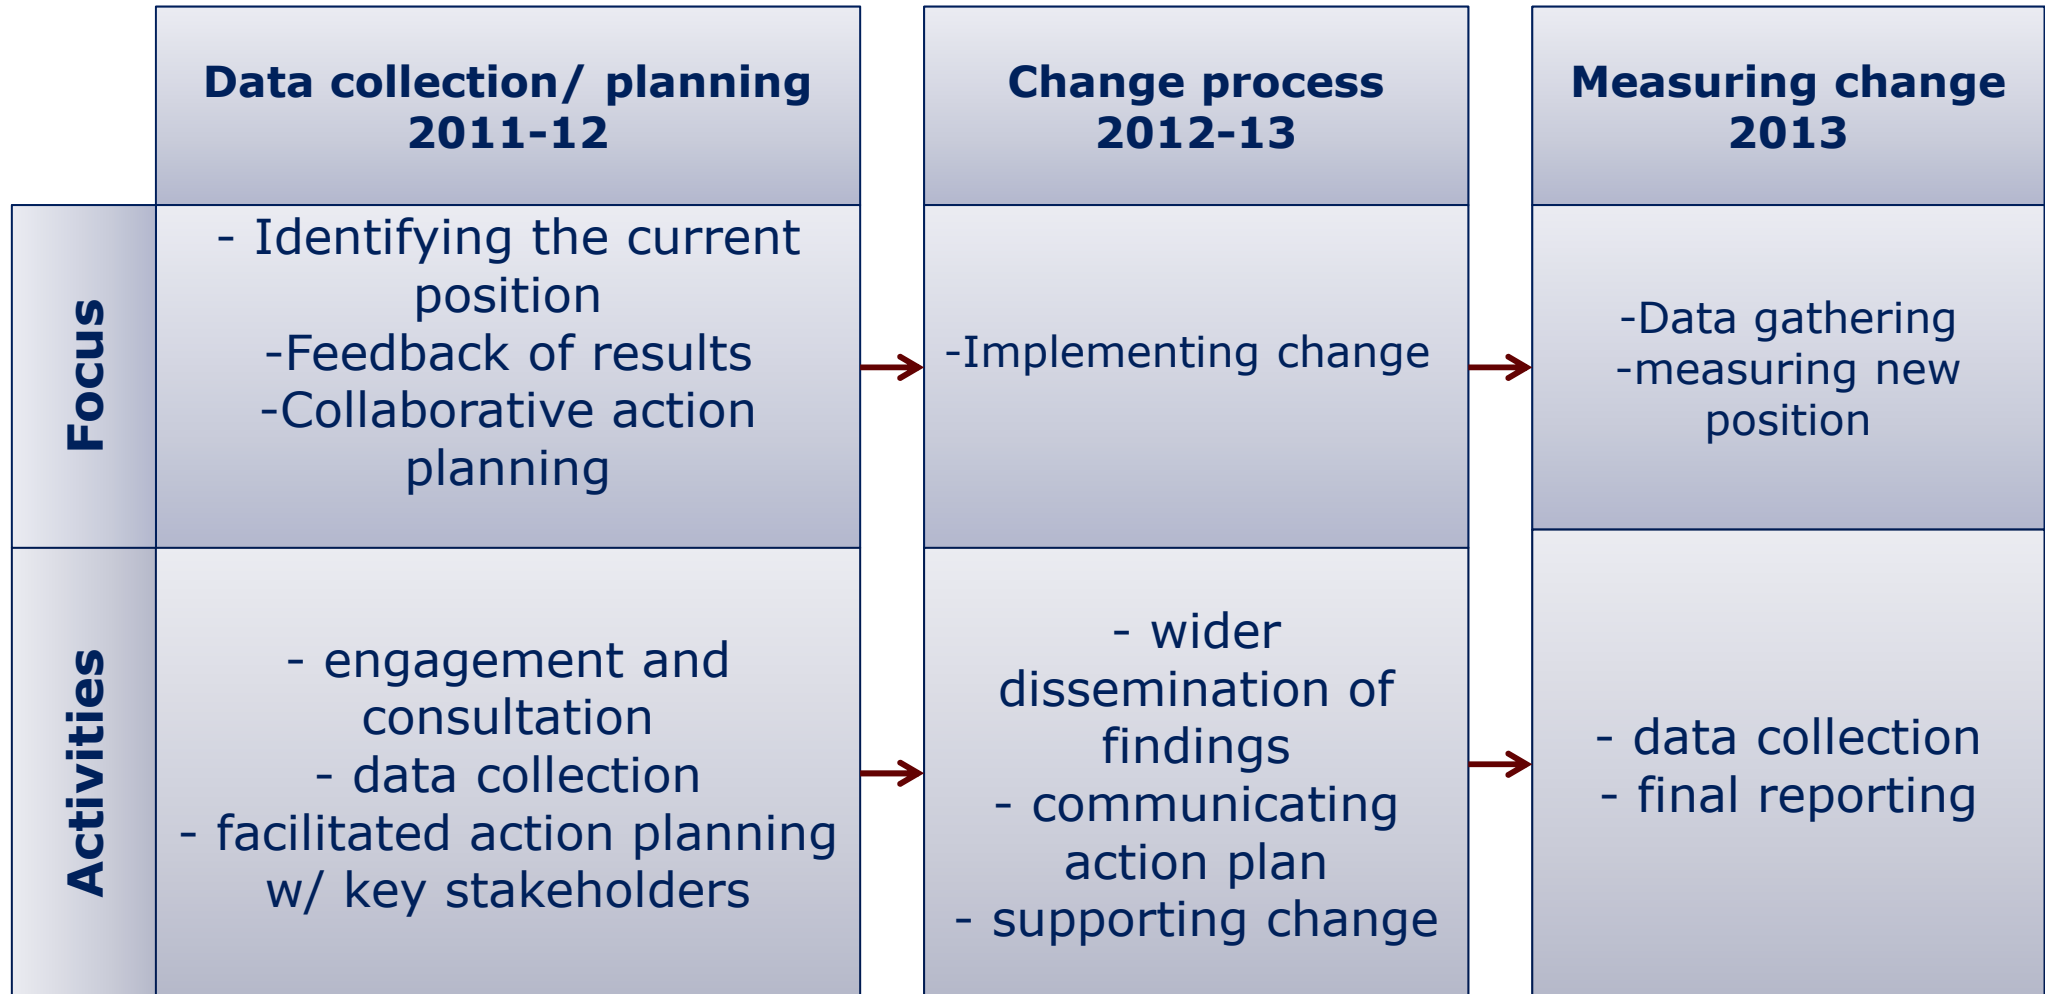 Data collection/ planning
2011-12
Change process
2012-13
Measuring change
2013
Focus
- Identifying the current
position
-Feedback of results
-Collaborative action
planning
-Implementing change
-Data gathering
-measuring new
position
Activities
- engagement and
consultation
- data collection
- facilitated action planning
w/ key stakeholders
- wider
dissemination of
findings
- communicating
action plan
- supporting change
- data collection
- final reporting